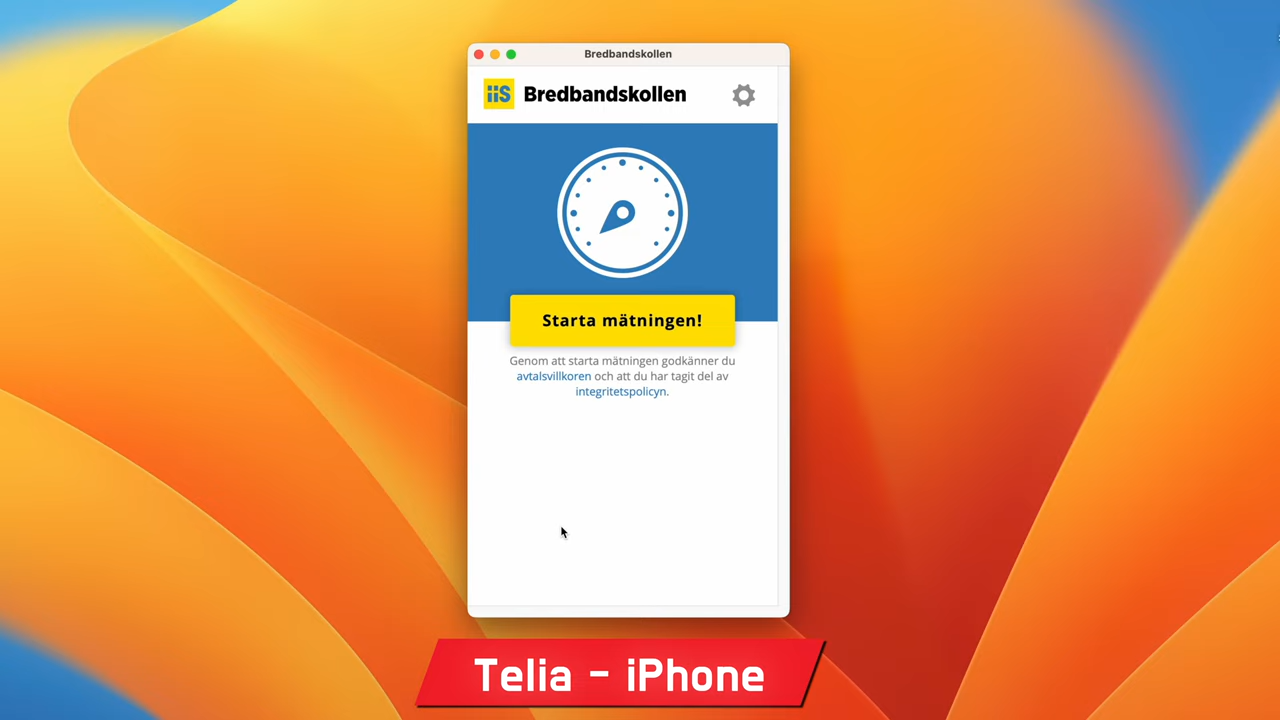 Bredbandskollen
iiS Bredbandskollen
Starta mätningen!
Genom att starta mätningen godkänner du
avtalsvillkoren och att du har tagit del av
integritetspolicyn.
Telia - iPhone